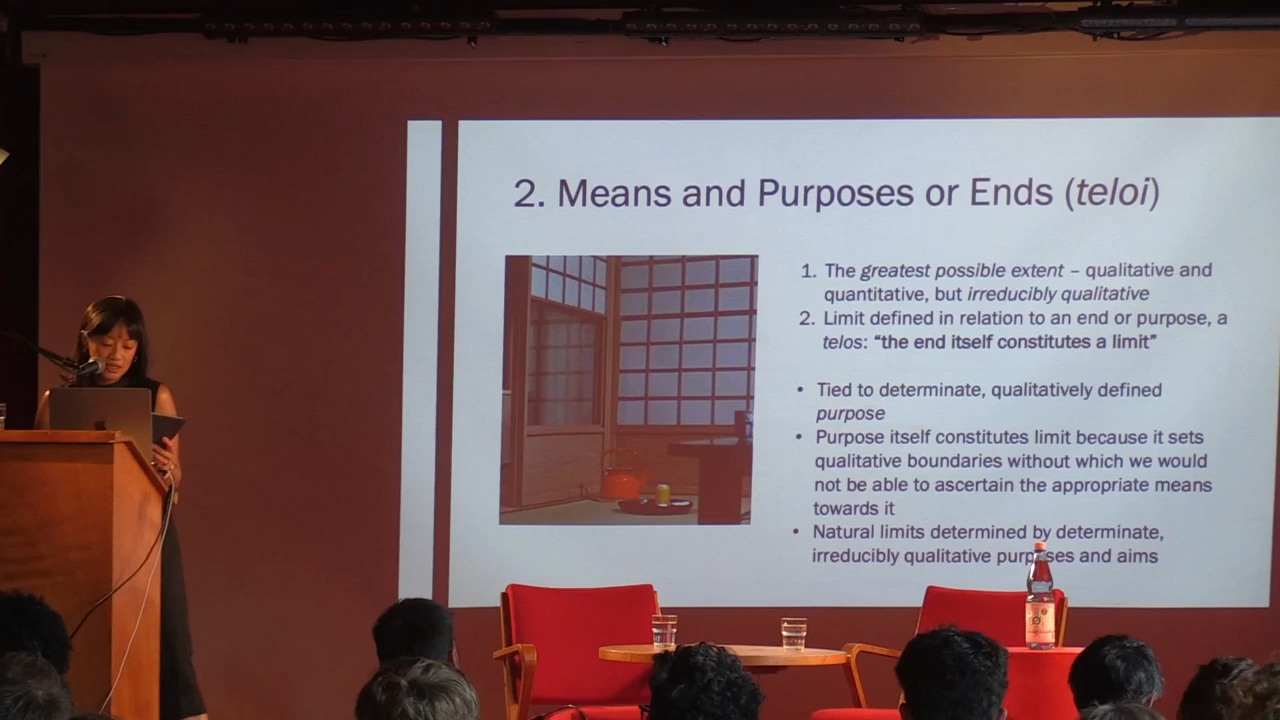 2. Means and Purposes or Ends (teloi)
1. The greatest possible extent – qualitative and
quantitative, but irreducibly qualitative
2. Limit defined in relation to an end or purpose, a
telos: “the end itself constitutes a limit”
• Tied to determinate, qualitatively defined
purpose
• Purpose itself constitutes limit because it sets
qualitative boundaries without which we would
not be able to ascertain the appropriate means
towards it
• Natural limits determined by determinate,
irreducibly qualitative purposes and aims